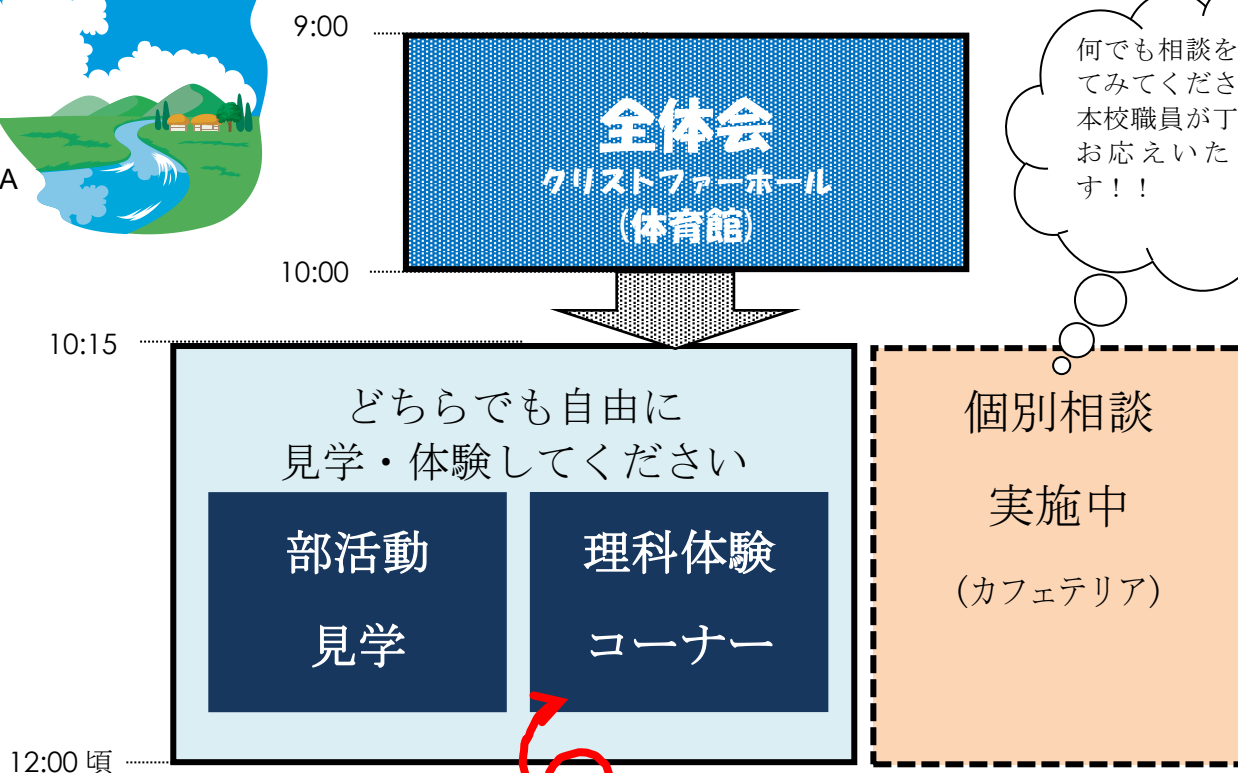 9:00
全体会
クリストファーホール
(体育館)
10:00
何でも相談を
てみてくださ
本校職員が丁
お応えいた
す！！
A
10:15
どちらでも自由に
見学・体験してください
部活動
見学
理科体験
コーナー
個別相談
実施中
(カフェテリア)
12:00 頃